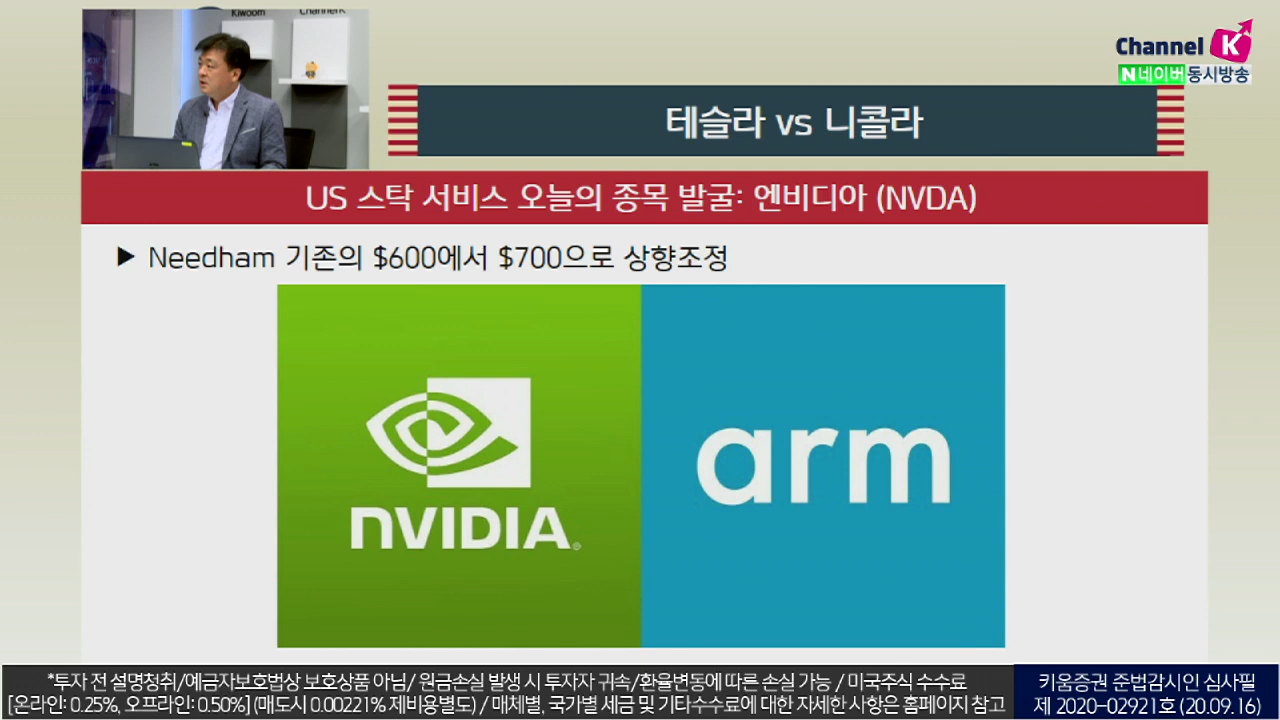 Kiwoom
ChannelK
Channel K
N 네이버 동시방송
테슬라 vs 니콜라
US 스탁 서비스 오늘의 종목 발굴: 엔비디아 (NVDA)
▶ Needham 기존의 $600에서 $700으로 상향조정
NVIDIA®
arm
*투자 전 설명청취/예금자보호법상 보호상품 아님/ 원금손실 발생 시 투자자 귀속/환율변동에 따른 손실 가능 / 미국주식 수수료
[온라인: 0.25%, 오프라인: 0.50%] (매도시 0.00221% 제비용별도) / 매체별, 국가별 세금 및 기타수수료에 대한 자세한 사항은 홈페이지 참고
키움증권 준법감시인 심사필
제 2020-02921호 (20.09.16)